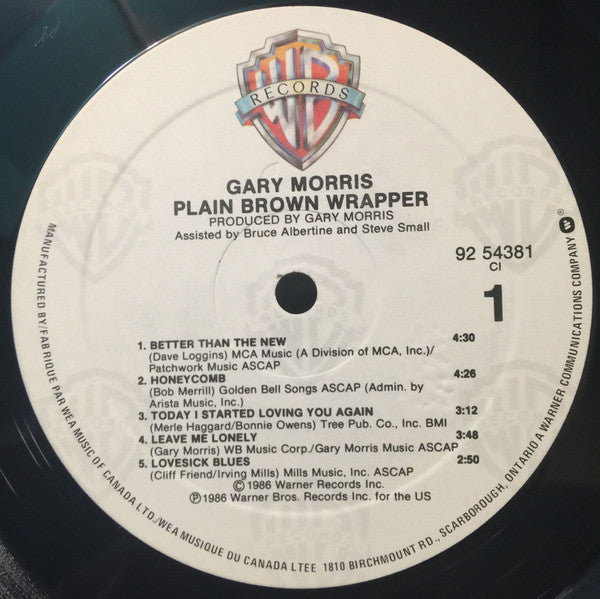 WB
RECORDS
GARY MORRIS
PLAIN BROWN WRAPPER
PRODUCED BY GARY MORRIS
Assisted by Bruce Albertine and Steve Small
92 54381
CI
1
1. BETTER THAN THE NEW 4:30
(Dave Loggins) MCA Music (A Division of MCA, Inc.)/
Patchwork Music ASCAP
2. HONEYCOMB 4:26
(Bob Merrill) Golden Bell Songs ASCAP (Admin. by
Arista Music, Inc.)
3. TODAY I STARTED LOVING YOU AGAIN 3:12
(Merle Haggard/Bonnie Owens) Tree Pub. Co., Inc. BMI
4. LEAVE ME LONELY 3:48
(Gary Morris) WB Music Corp./Gary Morris Music ASCAP
5. LOVESICK BLUES 2:50
(Cliff Friend/Irving Mills) Mills Music, Inc. ASCAP
©1986 Warner Records Inc.
℗1986 Warner Bros. Records Inc. for the US
MANUFACTURED BY/FABRIQUE PAR WEA MUSIC OF CANADA LTD./WEA MUSIQUE DU CANADA LTEE 1810 BIRCHMOUNT RD., SCARBOROUGH, ONTARIO A WARNER COMMUNICATIONS COMPANY ®